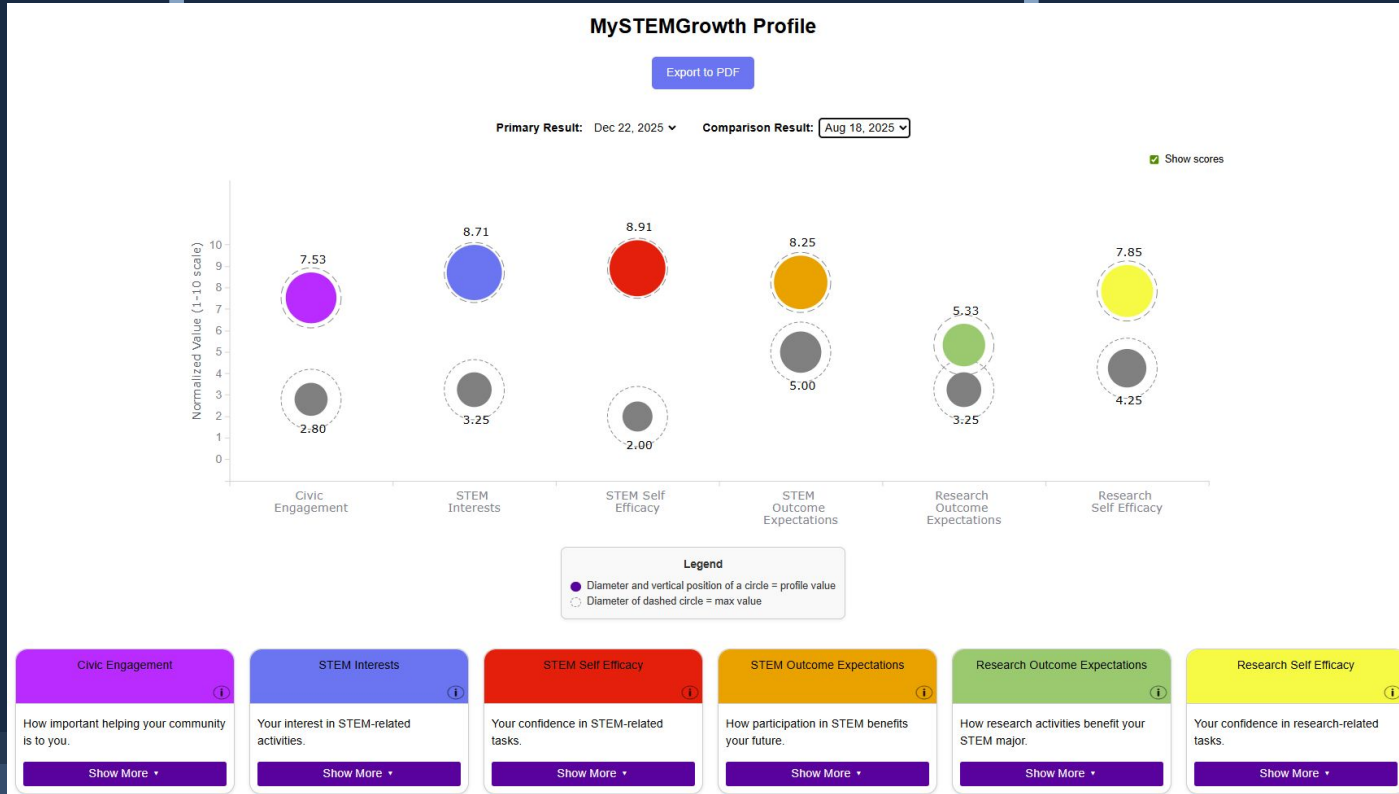 MySTEMGrowth Profile
Export to PDF
Primary Result: Dec 22, 2025 Comparison Result: Aug 18, 2025
Show scores
Normalized Value (1-10 scale)
10
9
8
7
6
5
4
3
2
1
0
7.53
8.71
8.91
8.25
5.33
7.85
2.80
3.25
2.00
5.00
3.25
4.25
Civic
Engagement
STEM
Interests
STEM Self
Efficacy
STEM
Outcome
Expectations
Research
Outcome
Expectations
Research
Self Efficacy
Legend
Diameter and vertical position of a circle = profile value
Diameter of dashed circle = max value
Civic Engagement
i
How important helping your community
is to you.
Show More
STEM Interests
i
Your interest in STEM-related
activities.
Show More
STEM Self Efficacy
i
Your confidence in STEM-related
tasks.
Show More
STEM Outcome Expectations
i
How participation in STEM benefits
your future.
Show More
Research Outcome Expectations
i
How research activities benefit your
STEM major.
Show More
Research Self Efficacy
i
Your confidence in research-related
tasks.
Show More